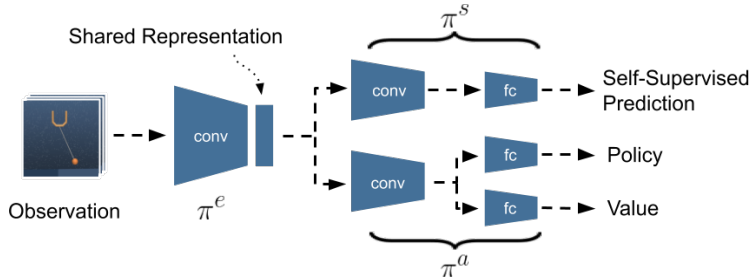 π^s
Shared Representation
conv
conv
fc
Self-Supervised
Prediction
Observation
π^e
conv
fc
Policy
fc
Value
π^a